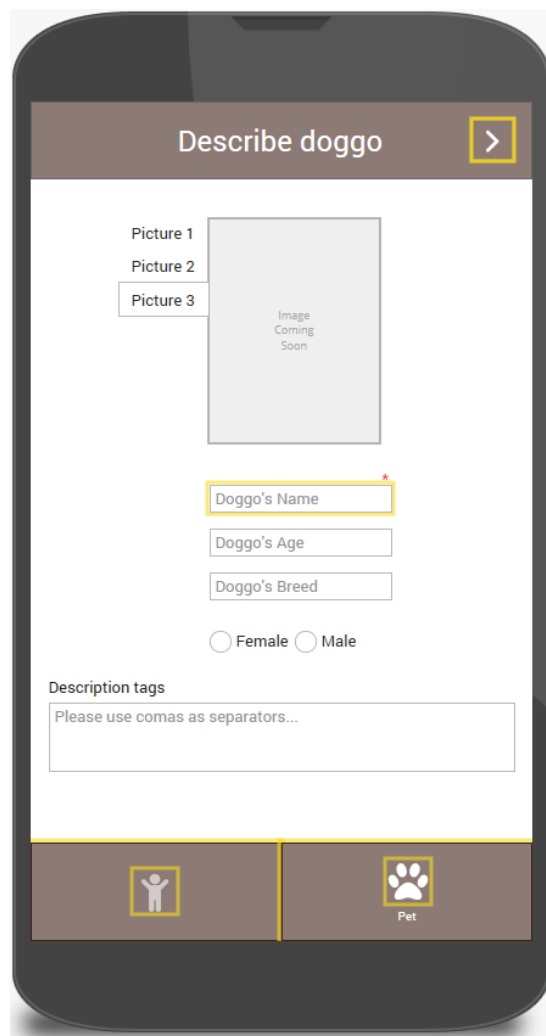 Describe doggo
Picture 1
Picture 2
Picture 3
Image
Coming
Soon
*
Doggo's Name
Doggo's Age
Doggo's Breed
Female Male
Description tags
Please use comas as separators...
Pet